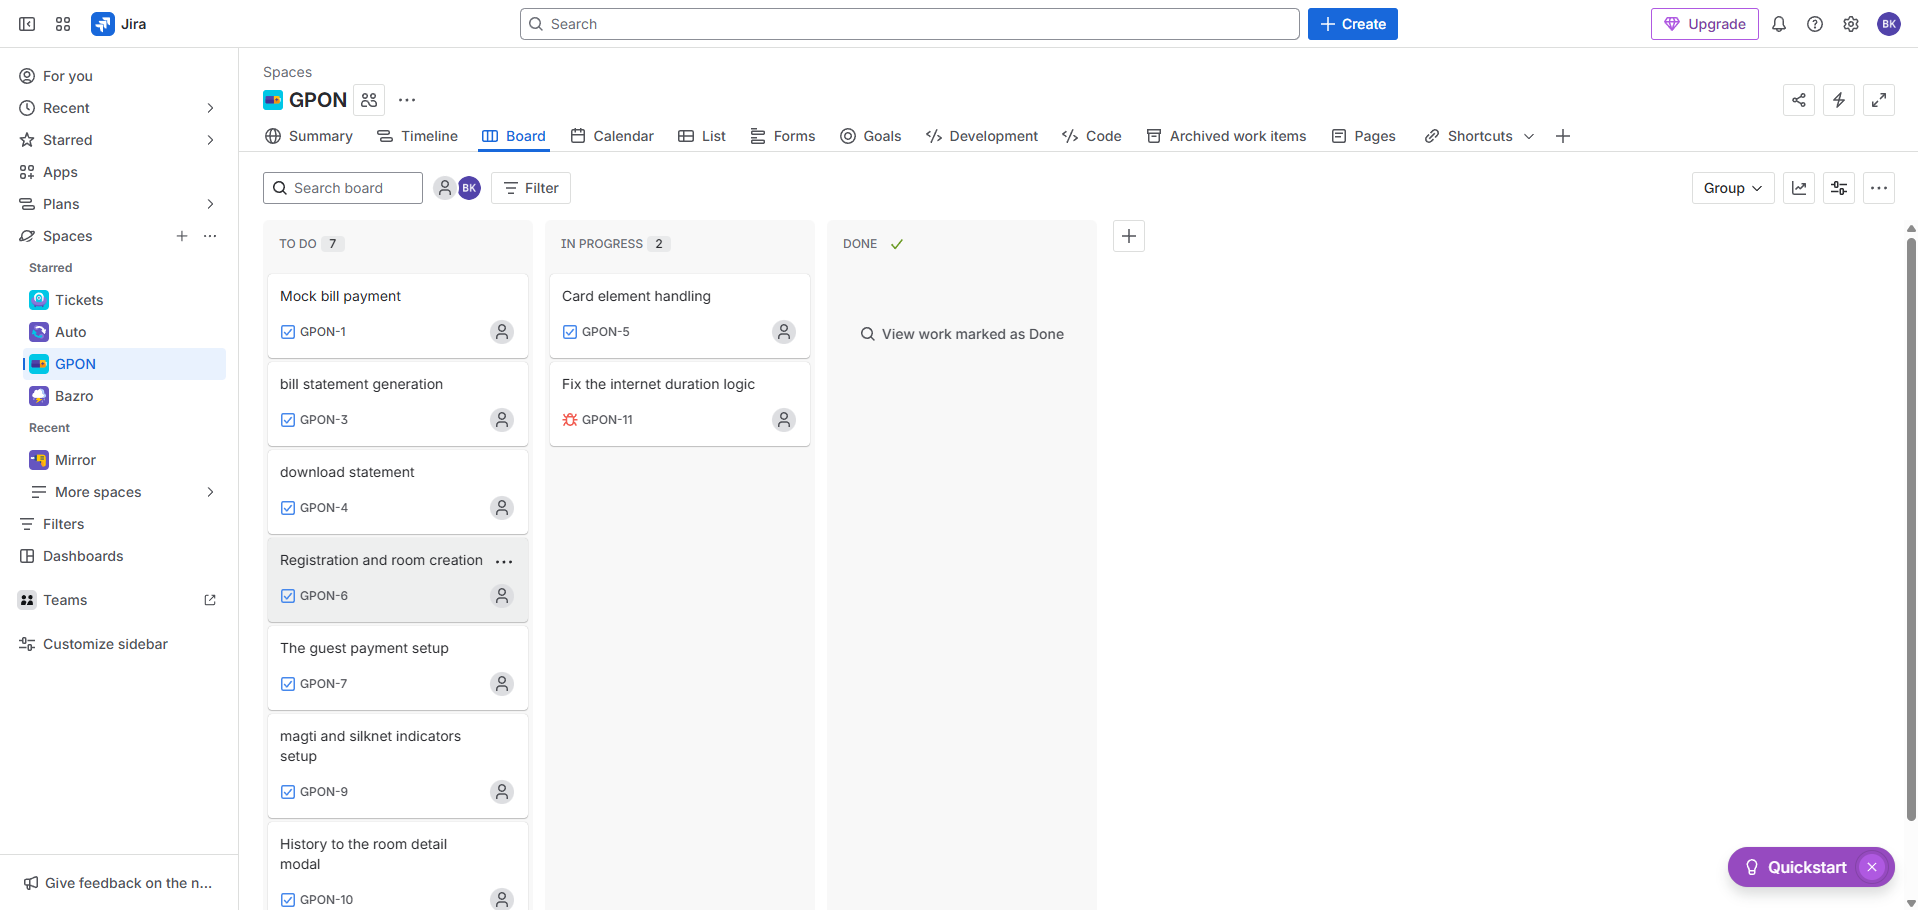 Jira
Search
Create
Upgrade
BK
For you
Recent
Starred
Apps
Plans
Spaces
Starred
Tickets
Auto
GPON
Bazro
Recent
Mirror
More spaces
Filters
Dashboards
Teams
Customize sidebar
Give feedback on the n...
Spaces
GPON
Summary
Timeline
Board
Calendar
List
Forms
Goals
Development
Code
Archived work items
Pages
Shortcuts
Search board
BK
Filter
Group
TO DO 7
Mock bill payment
GPON-1
bill statement generation
GPON-3
download statement
GPON-4
Registration and room creation
GPON-6
The guest payment setup
GPON-7
magti and silknet indicators
setup
GPON-9
History to the room detail
modal
GPON-10
IN PROGRESS 2
Card element handling
GPON-5
Fix the internet duration logic
GPON-11
DONE
View work marked as Done
Quickstart